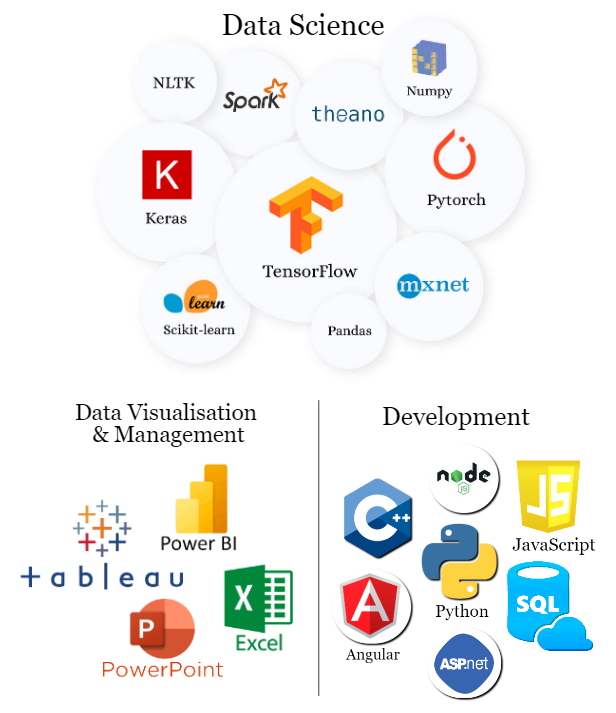 Data Science
NLTK
Spark
theano
Numpy
K
Keras
TensorFlow
Pytorch
learn
Scikit-learn
mxnet
Pandas
Data Visualisation
& Management
Development
+ableau
Power BI
P
PowerPoint
X
Excel
C++
node
JS
JS
JavaScript
Python
A
Angular
SQL
ASP.net